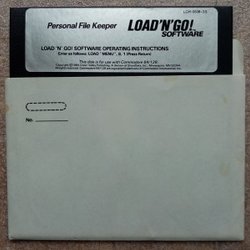 Personal File Keeper
LOAD'N'GO!
SOFTWARE
LOAD 'N' GO! SOFTWARE OPERATING INSTRUCTIONS
Enter as follows: LOAD "MENU", 8, 1 (Press Return)
This disk is for use with Commodore 64/128
No.